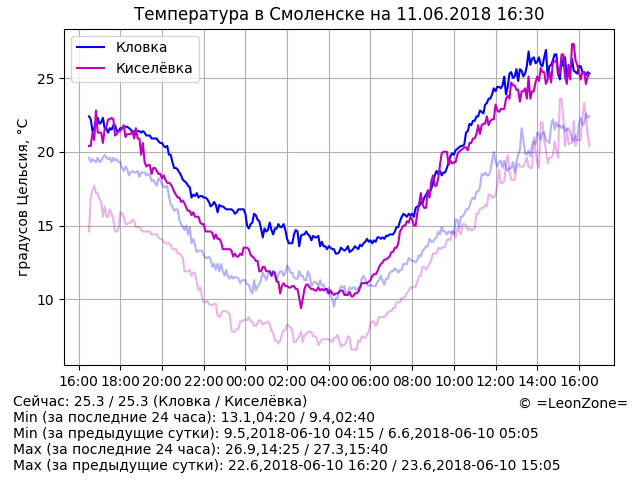 Температура в Смоленске на 11.06.2018 16:30
Кловка
Киселёвка
градусов Цельсия, °C
25
20
15
10
16:00 18:00 20:00 22:00 00:00 02:00 04:00 06:00 08:00 10:00 12:00 14:00 16:00
Сейчас: 25.3 / 25.3 (Кловка / Киселёвка)
© =LeonZone=
Min (за последние 24 часа): 13.1,04:20 / 9.4,02:40
Min (за предыдущие сутки): 9.5,2018-06-10 04:15 / 6.6,2018-06-10 05:05
Max (за последние 24 часа): 26.9,14:25 / 27.3,15:40
Max (за предыдущие сутки): 22.6,2018-06-10 16:20 / 23.6,2018-06-10 15:05